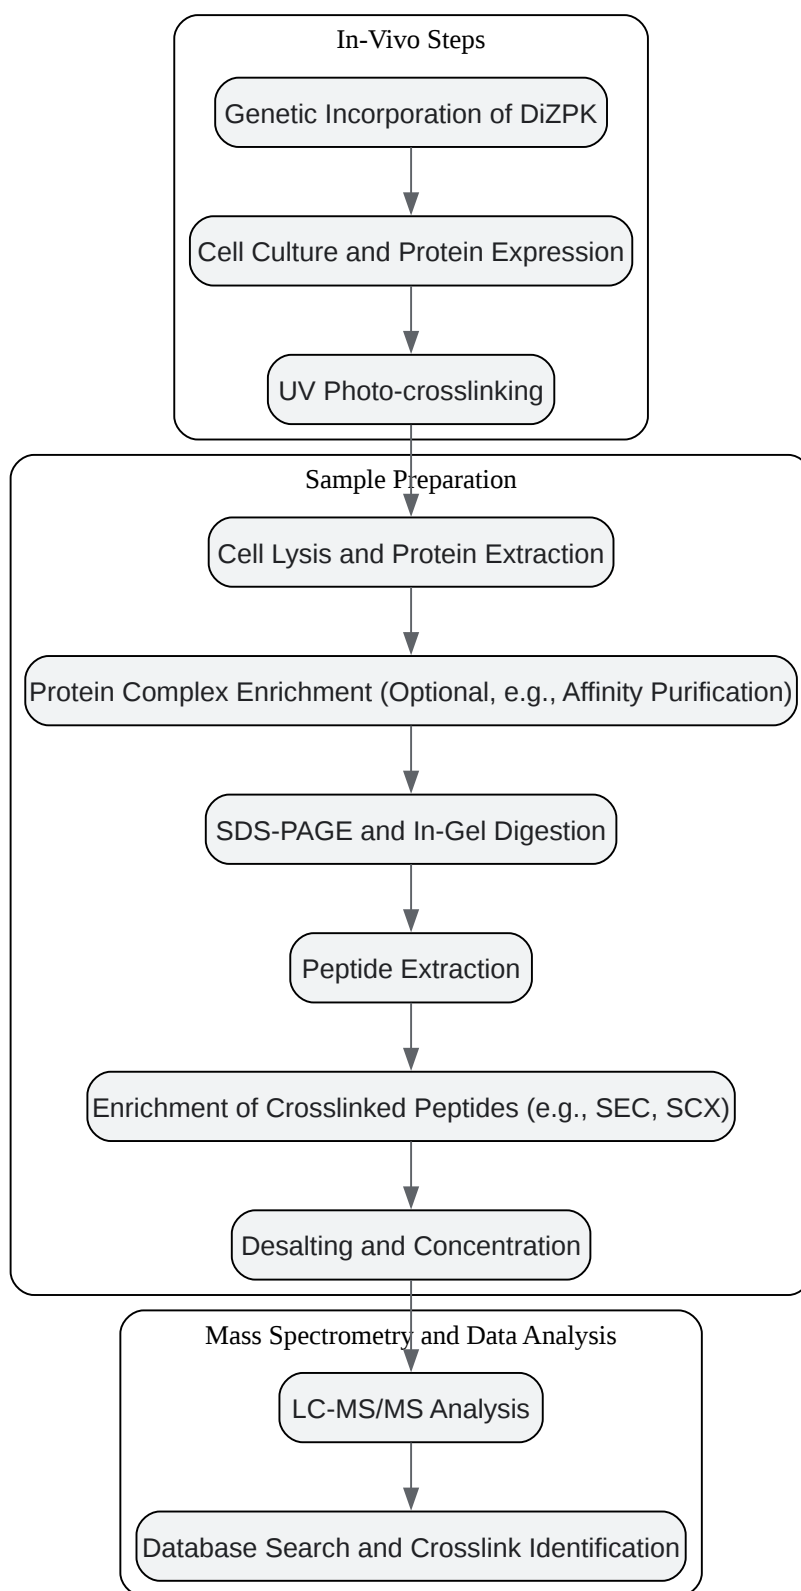 In-Vivo Steps
Genetic Incorporation of DiZPK
Cell Culture and Protein Expression
UV Photo-crosslinking
Sample Preparation
Cell Lysis and Protein Extraction
Protein Complex Enrichment (Optional, e.g., Affinity Purification)
SDS-PAGE and In-Gel Digestion
Peptide Extraction
Enrichment of Crosslinked Peptides (e.g., SEC, SCX)
Desalting and Concentration
Mass Spectrometry and Data Analysis
LC-MS/MS Analysis
Database Search and Crosslink Identification